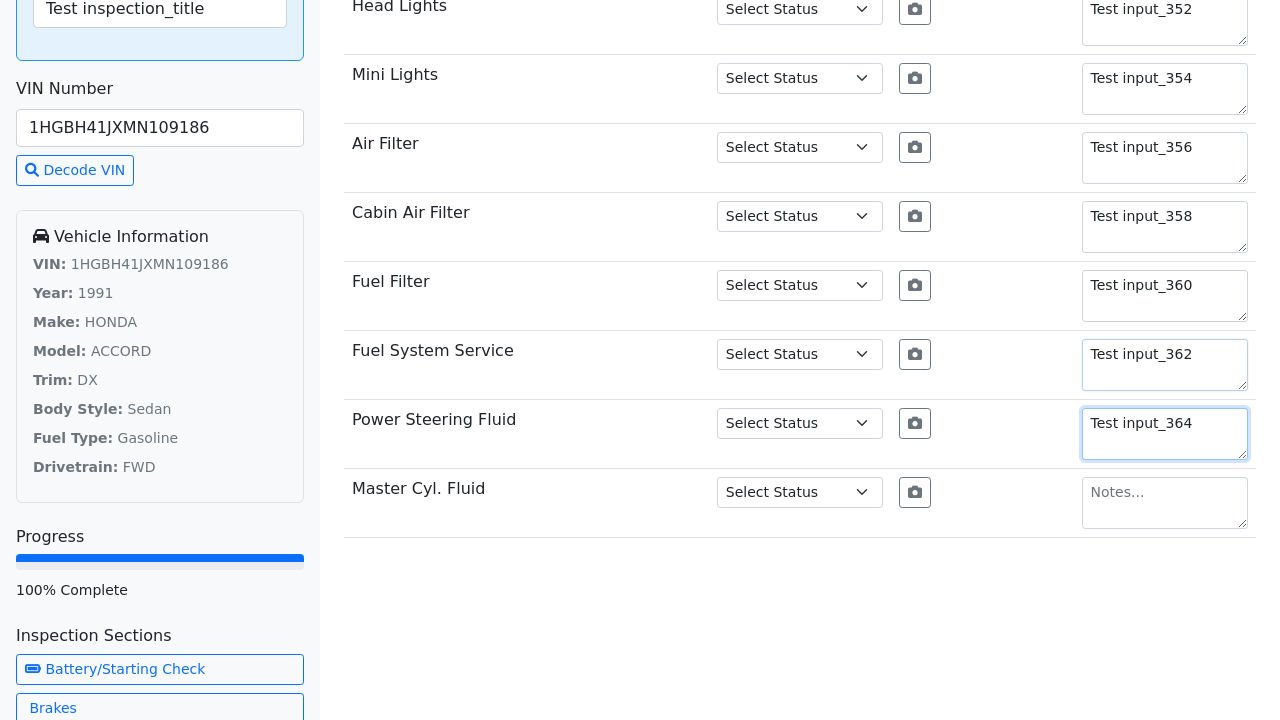 Test inspection_title
VIN Number
1HGBH41JXMN109186
Decode VIN
Vehicle Information
VIN: 1HGBH41JXMN109186
Year: 1991
Make: HONDA
Model: ACCORD
Trim: DX
Body Style: Sedan
Fuel Type: Gasoline
Drivetrain: FWD
Progress
100% Complete
Inspection Sections
Battery/Starting Check
Brakes
Head Lights Select Status Test input_352
Mini Lights Select Status Test input_354
Air Filter Select Status Test input_356
Cabin Air Filter Select Status Test input_358
Fuel Filter Select Status Test input_360
Fuel System Service Select Status Test input_362
Power Steering Fluid Select Status Test input_364
Master Cyl. Fluid Select Status Notes...